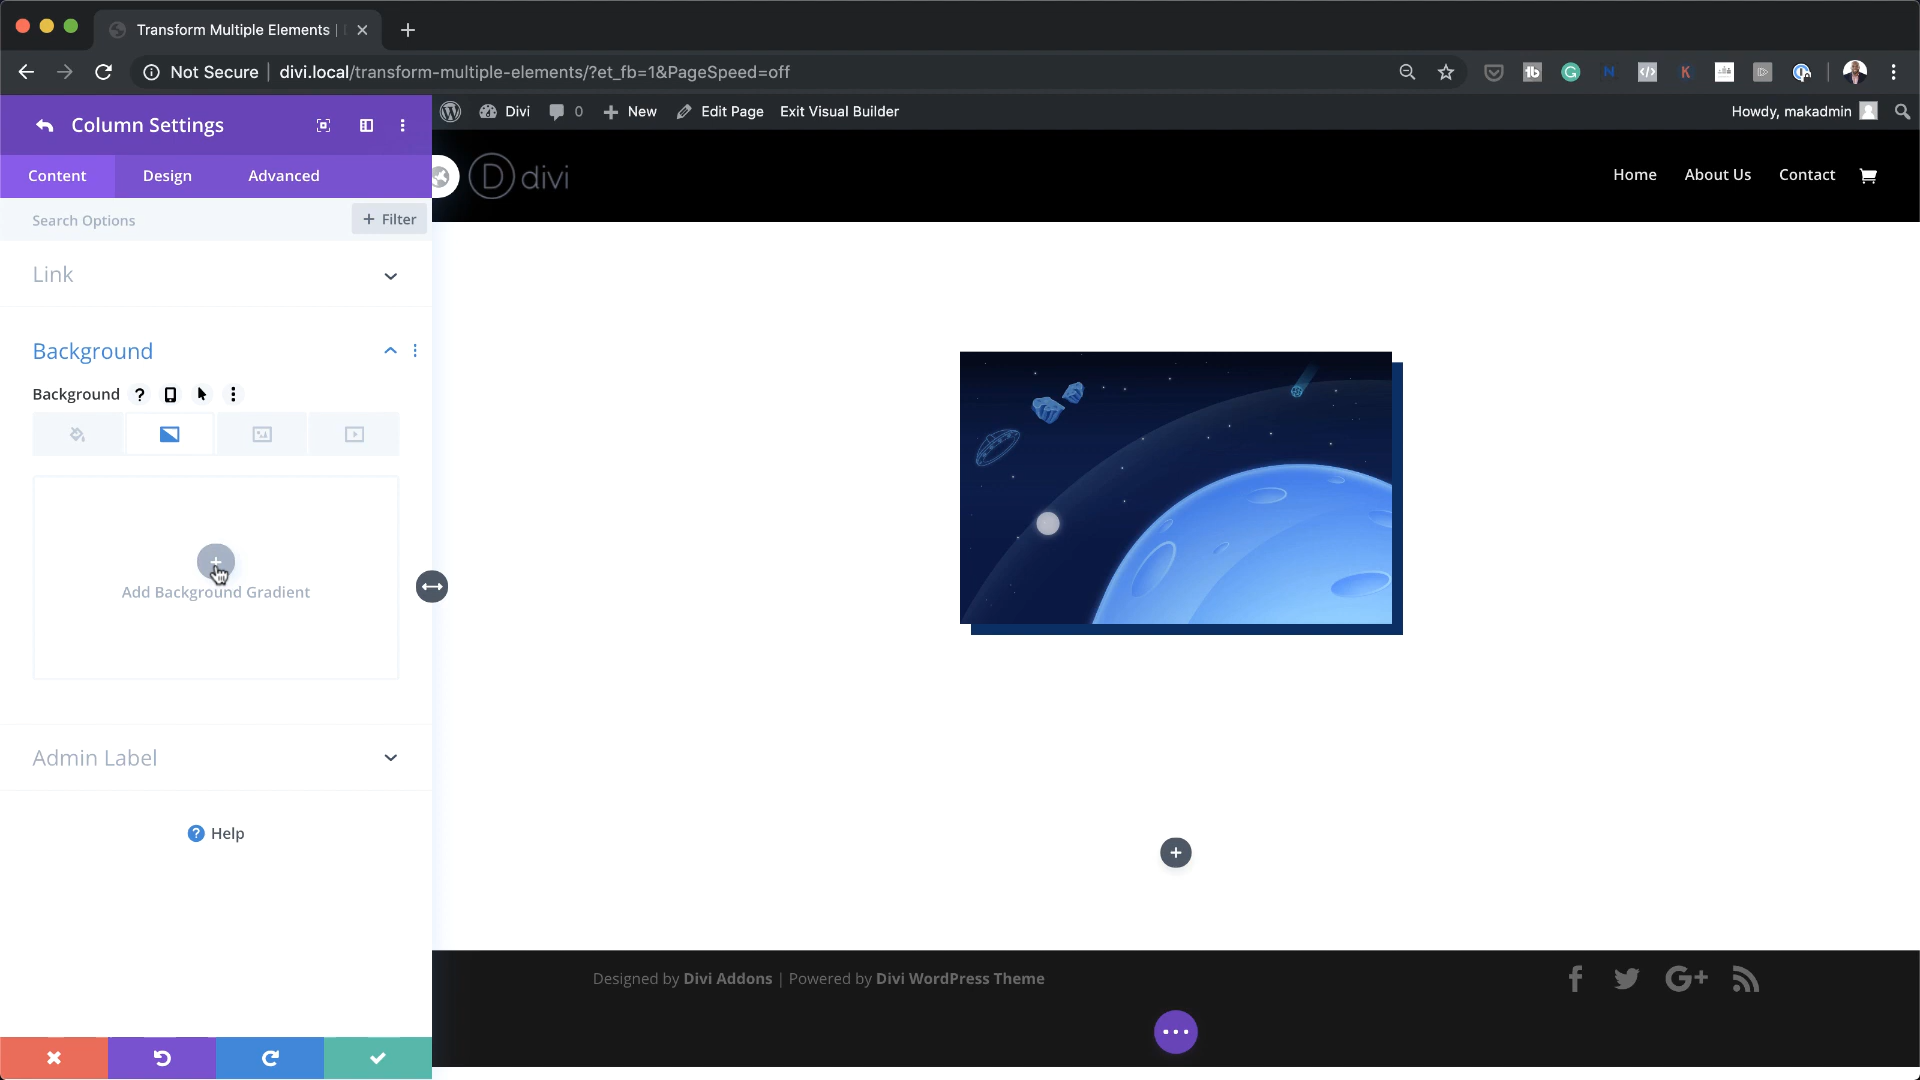 Transform Multiple Elements |
Not Secure | divi.local/transform-multiple-elements/?et_fb=1&PageSpeed=off
Column Settings
Divi
0
New
Edit Page
Exit Visual Builder
Howdy, makadmin
Content
Design
Advanced
divi
Home
About Us
Contact
Search Options
+ Filter
Link
Background
Background
Add Background Gradient
Admin Label
Help
Designed by Divi Addons | Powered by Divi WordPress Theme